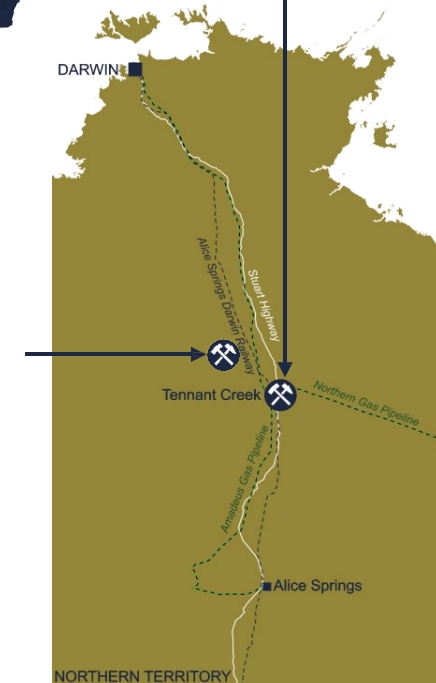 DARWIN
Alice Springs Darwin Railway
Stuart Highway
Tennant Creek
Northern Gas Pipeline
Amadeus Gas Pipeline
Alice Springs
NORTHERN TERRITORY